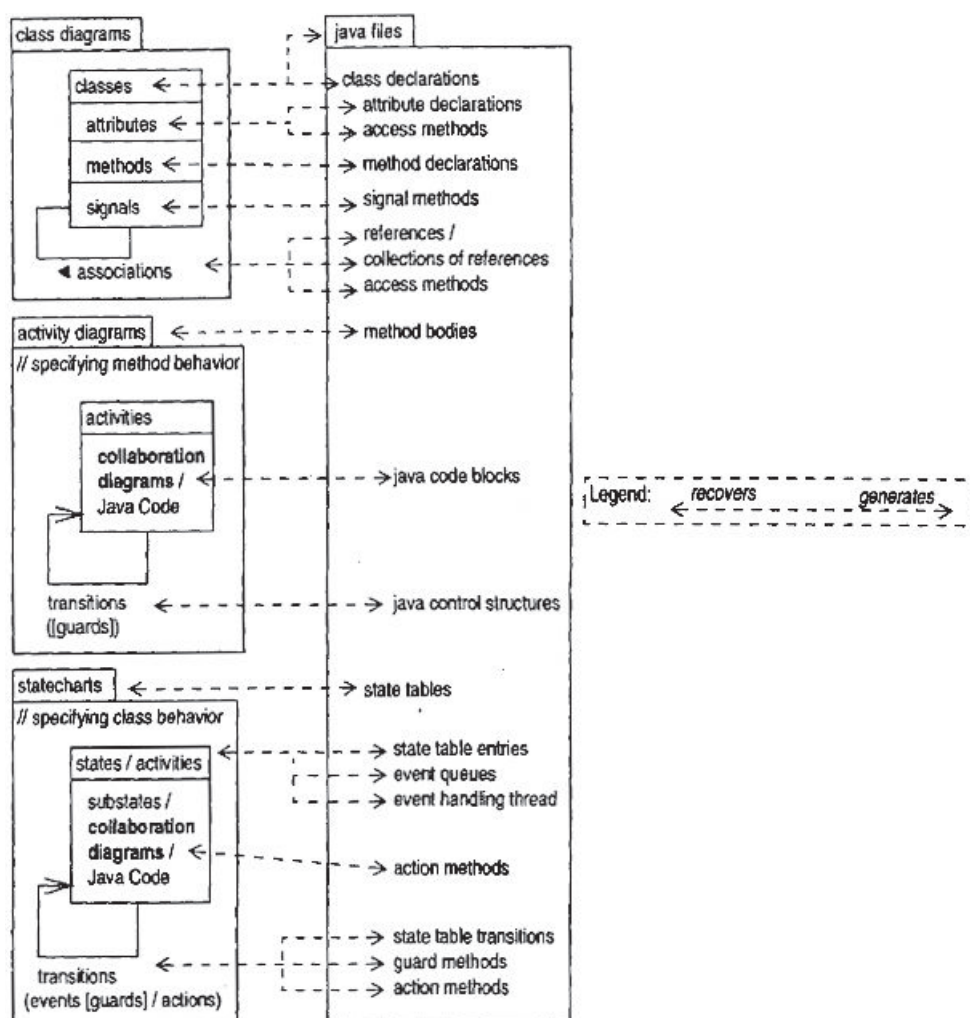 class diagrams
java files
classes
class declarations
attribute declarations
attributes
access methods
methods
method declarations
signals
signal methods
references /
◀ associations
collections of references
access methods
activity diagrams
method bodies
// specifying method behavior
activities
collaboration
diagrams /
Java Code
java code blocks
Legend:
recovers
generates
transitions
([guards])
java control structures
statecharts
state tables
// specifying class behavior
states / activities
state table entries
event queues
event handling thread
substates /
collaboration
diagrams /
Java Code
action methods
state table transitions
guard methods
action methods
transitions
(events [guards] / actions)